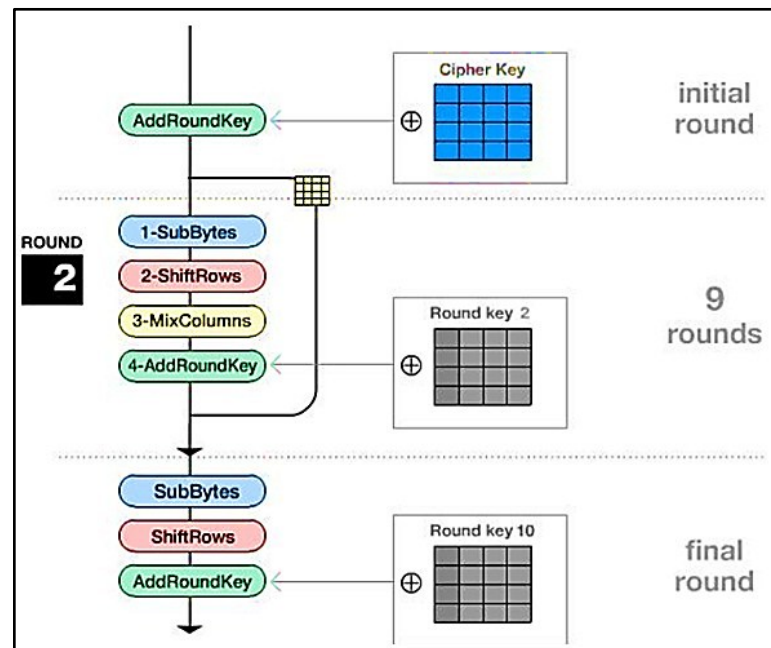 Cipher Key
initial
round
AddRoundKey
ROUND
2
1-SubBytes
2-ShiftRows
3-MixColumns
4-AddRoundKey
Round key 2
9
rounds
SubBytes
ShiftRows
AddRoundKey
Round key 10
final
round